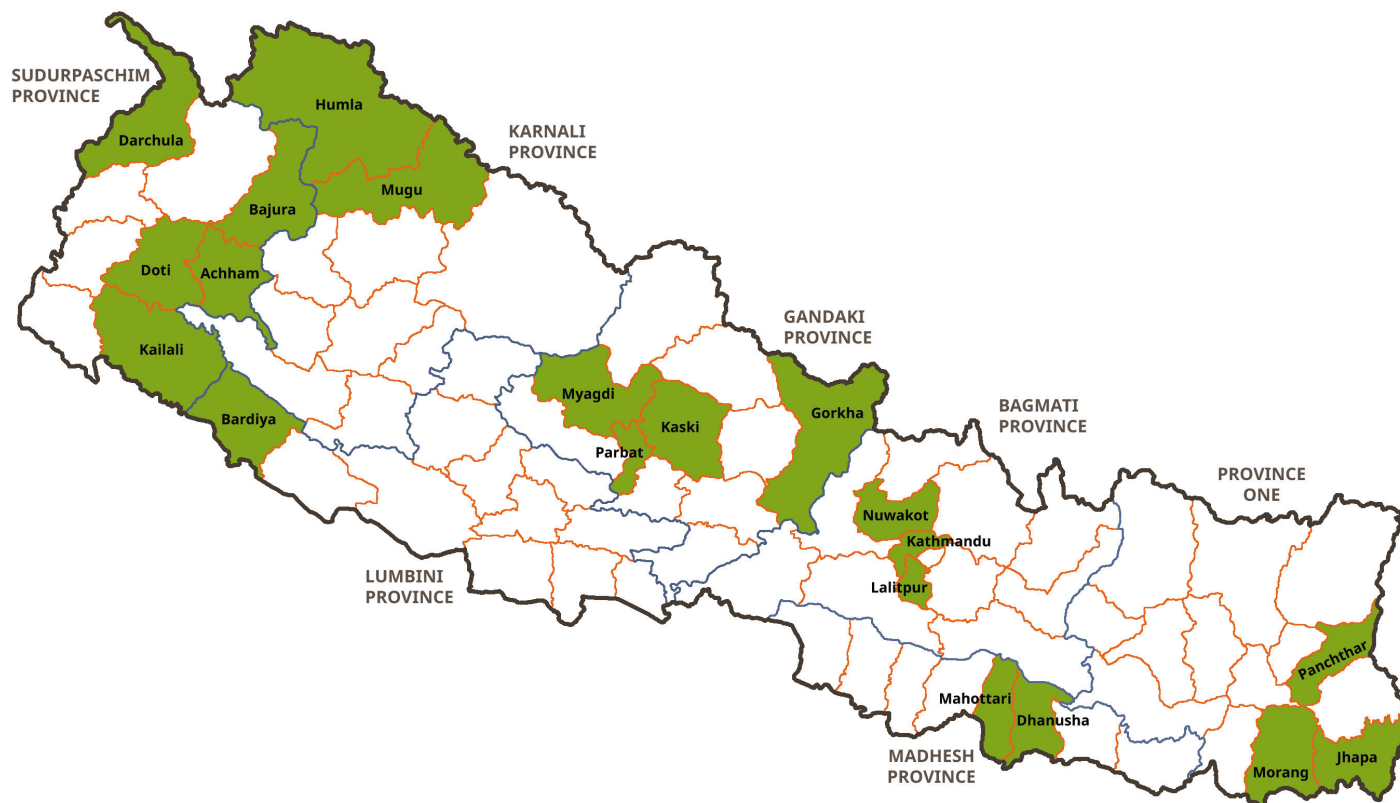 SUDURPASCHIM
PROVINCE
Humla
Darchula
KARNALI
PROVINCE
Mugu
Bajura
Doti
Achham
GANDAKI
PROVINCE
Kailali
Myagdi
Gorkha
Bardiya
Kaski
BAGMATI
PROVINCE
Parbat
PROVINCE
ONE
Nuwakot
Kathmandu
LUMBINI
PROVINCE
Lalitpur
Panchthar
Mahottari
Dhanusha
MADHESH
PROVINCE
Morang
Jhapa